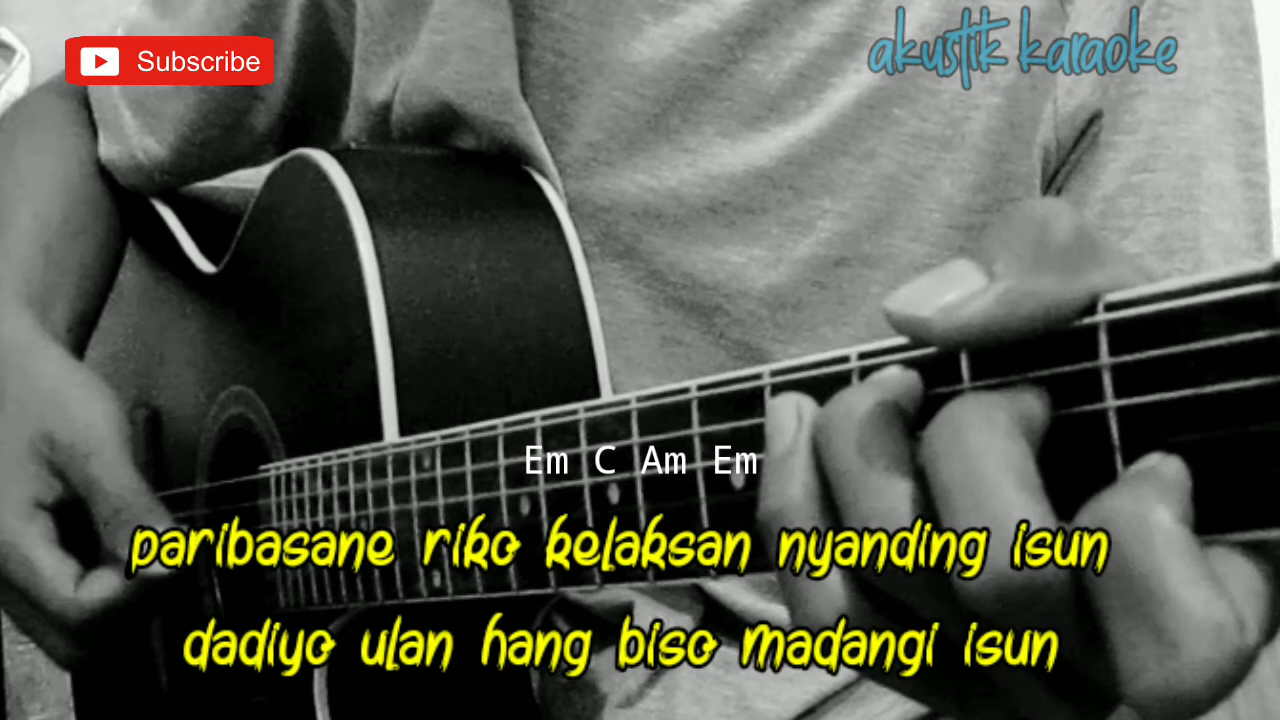 Subscribe
akustik karaoke
Em C Am Em
paribasane riko kelaksan nyanding isun
dadiyo ulan hang biso madangi isun